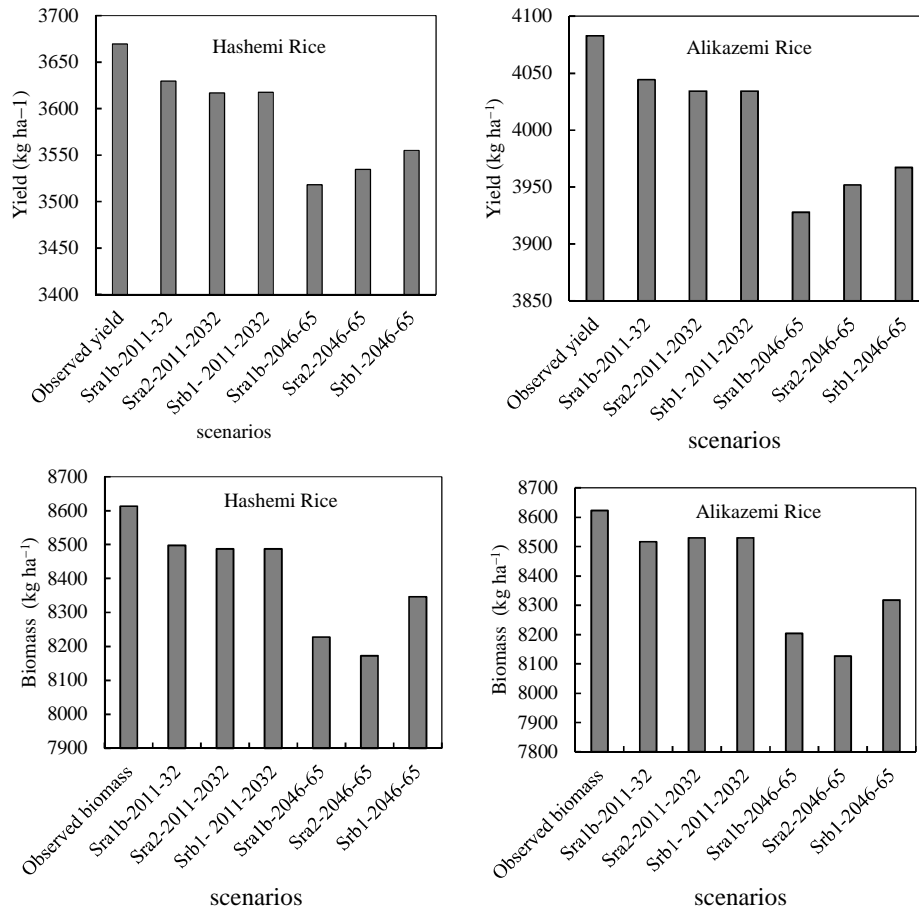 3700
3650
3600
3550
3500
3450
3400
Yield (kg ha−1)
Hashemi Rice
Observed yield
Sra1b-2011-32
Sra2-2011-2032
Srb1- 2011-2032
Sra1b-2046-65
Sra2-2046-65
Srb1-2046-65
scenarios
4100
4050
4000
3950
3900
3850
Yield (kg ha⁻¹)
Alikazemi Rice
Observed yield
Sra1b-2011-32
Sra2-2011-2032
Srb1- 2011-2032
Sra1b-2046-65
Sra2-2046-65
Srb1-2046-65
scenarios
8700
8600
8500
8400
8300
8200
8100
8000
7900
Biomass (kg ha⁻¹)
Hashemi Rice
Observed biomass
Sra1b-2011-32
Sra2-2011-2032
Srb1- 2011-2032
Sra1b-2046-65
Sra2-2046-65
Srb1-2046-65
scenarios
8700
8600
8500
8400
8300
8200
8100
8000
7900
7800
Biomass (kg ha⁻¹)
Alikazemi Rice
Observed biomass
Sra1b-2011-32
Sra2-2011-2032
Srb1- 2011-2032
Sra1b-2046-65
Sra2-2046-65
Srb1-2046-65
scenarios